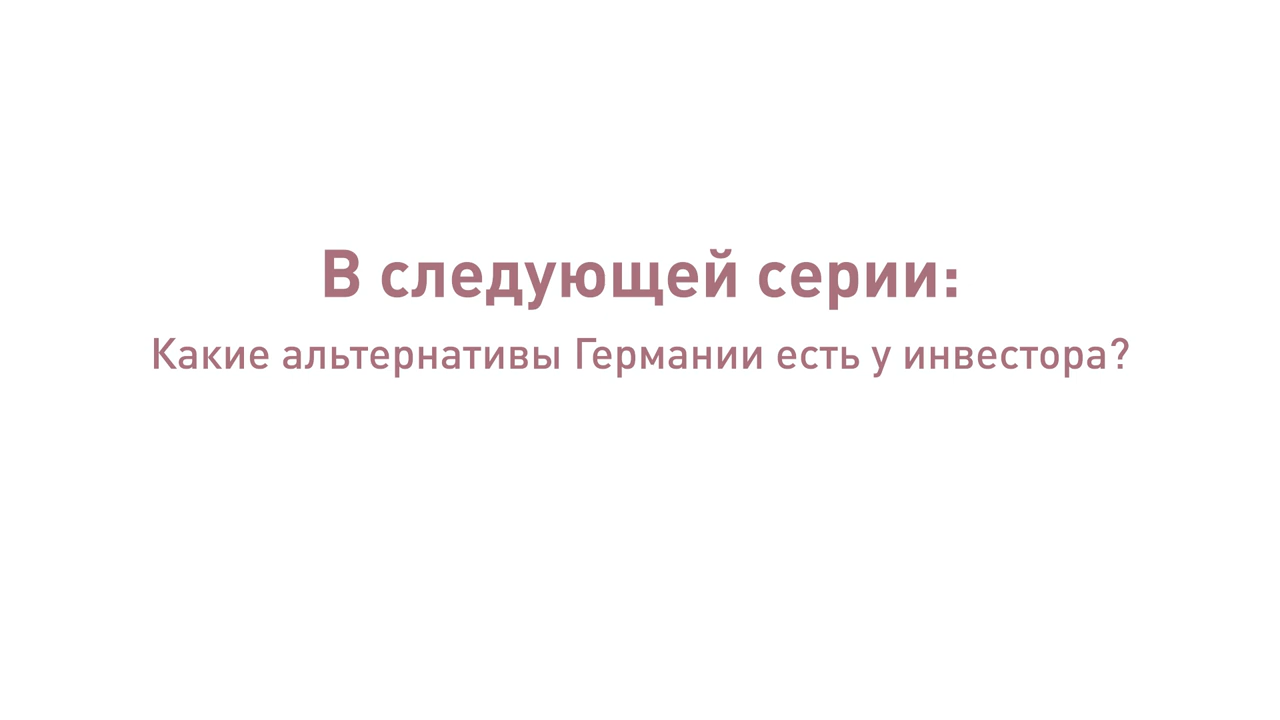 В следующей серии:
Какие альтернативы Германии есть у инвестора?